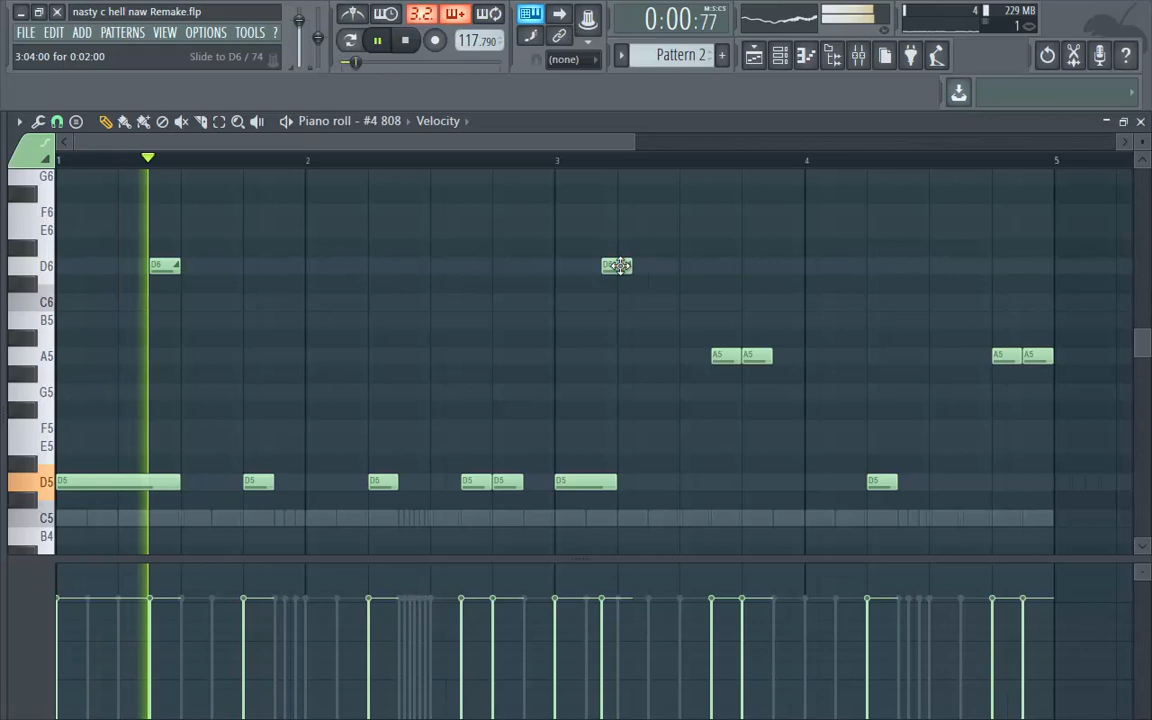 nasty c hell naw Remake.flp
FILE EDIT ADD PATTERNS VIEW OPTIONS TOOLS ?
3:04:00 for 0:02:00 Slide to D6 / 74
3.2.
117.790
0:00:77
M:S:CS
(none)
Pattern 2
4
229 MB
1
Piano roll - #4 808 Velocity
1 2 3 4 5
G6
F6
E6
D6 D6
C6
B5
A5 A5 A5 A5 A5
G5
F5
E5
D5 D5 D5 D5 D5 D5 D5 D5
C5
B4